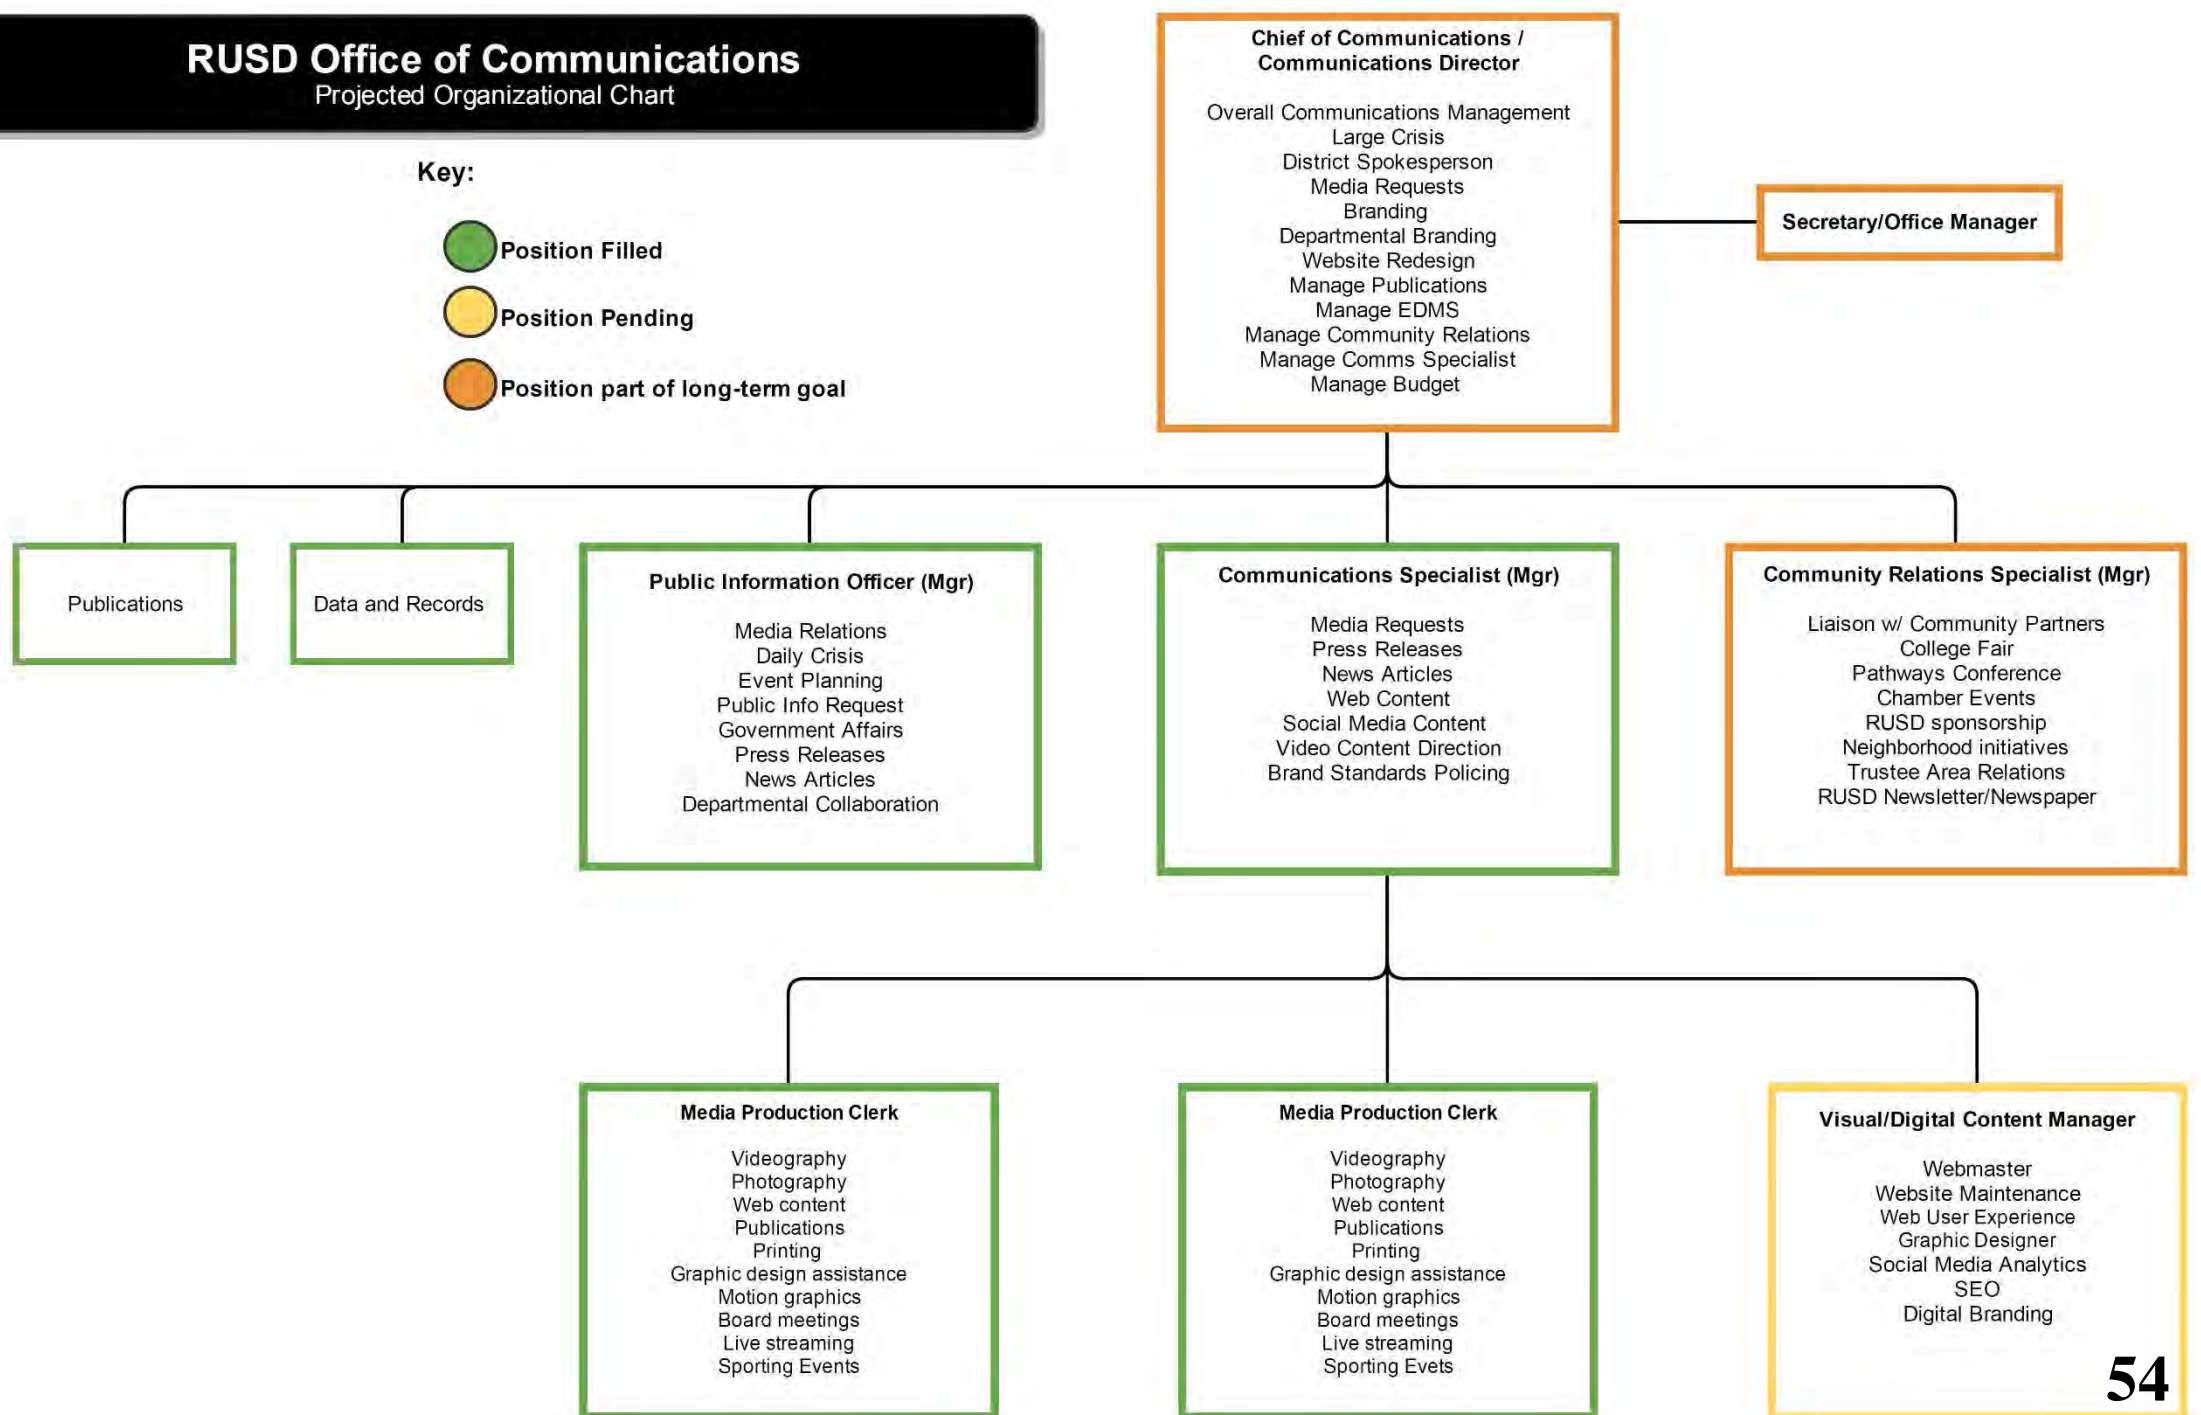 RUSD Office of Communications
Projected Organizational Chart
Key:
Position Filled
Position Pending
Position part of long-term goal
Chief of Communications /
Communications Director
Overall Communications Management
Large Crisis
District Spokesperson
Media Requests
Branding
Departmental Branding
Website Redesign
Manage Publications
Manage EDMS
Manage Community Relations
Manage Comms Specialist
Manage Budget
Secretary/Office Manager
Publications
Data and Records
Public Information Officer (Mgr)
Media Relations
Daily Crisis
Event Planning
Public Info Request
Government Affairs
Press Releases
News Articles
Departmental Collaboration
Communications Specialist (Mgr)
Media Requests
Press Releases
News Articles
Web Content
Social Media Content
Video Content Direction
Brand Standards Policing
Community Relations Specialist (Mgr)
Liaison w/ Community Partners
College Fair
Pathways Conference
Chamber Events
RUSD sponsorship
Neighborhood initiatives
Trustee Area Relations
RUSD Newsletter/Newspaper
Media Production Clerk
Videography
Photography
Web content
Publications
Printing
Graphic design assistance
Motion graphics
Board meetings
Live streaming
Sporting Events
Media Production Clerk
Videography
Photography
Web content
Publications
Printing
Graphic design assistance
Motion graphics
Board meetings
Live streaming
Sporting Evets
Visual/Digital Content Manager
Webmaster
Website Maintenance
Web User Experience
Graphic Designer
Social Media Analytics
SEO
Digital Branding
54